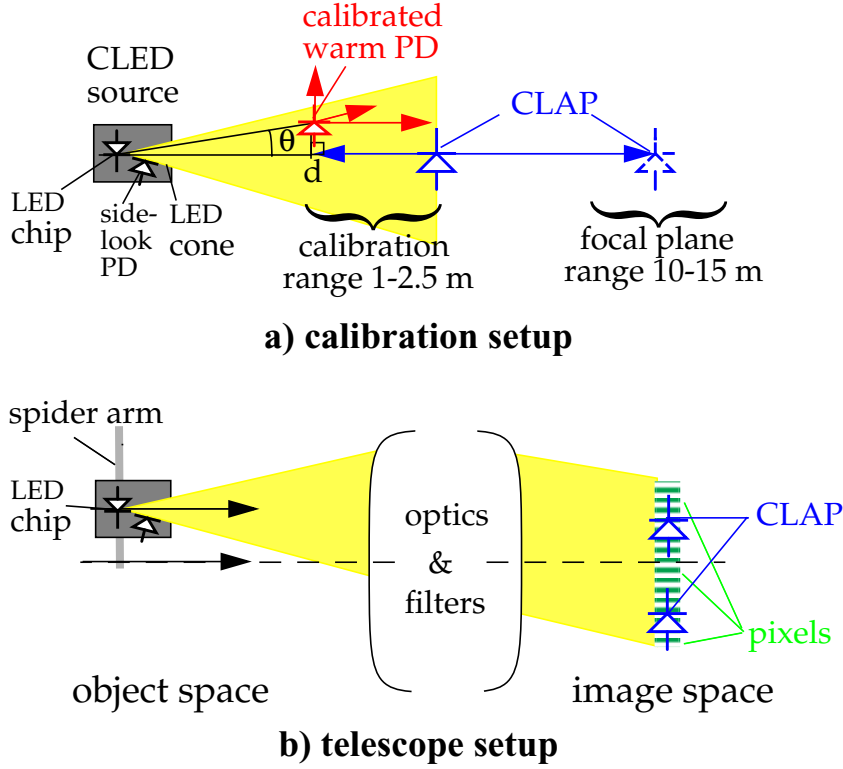 calibrated
warm PD
CLED
source
CLAP
θ
d
LED
chip
side-
look
PD
LED
cone
calibration
range 1-2.5 m
focal plane
range 10-15 m
a) calibration setup
spider arm
LED
chip
optics
&
filters
CLAP
pixels
object space
image space
b) telescope setup